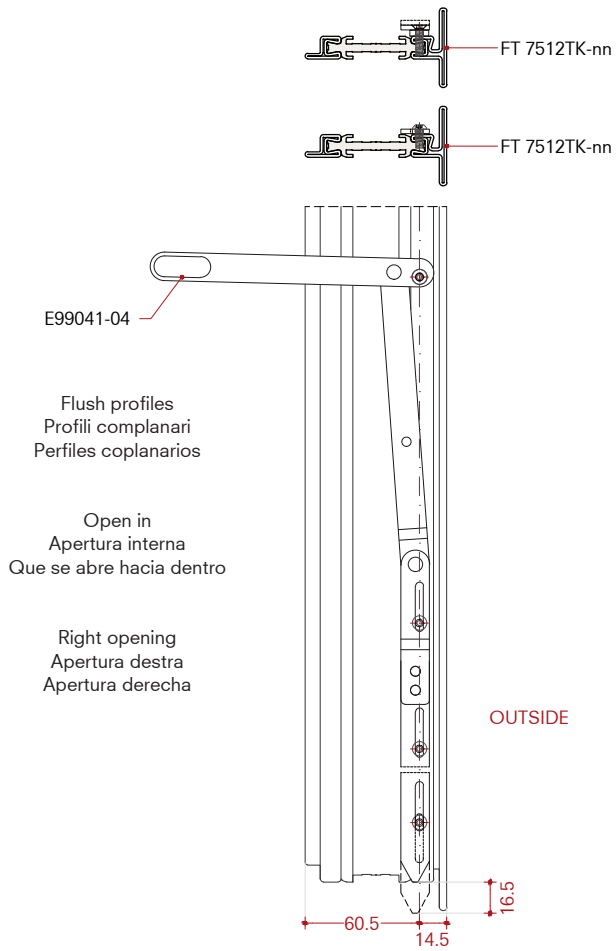 FT 7512TK-nn
FT 7512TK-nn
E99041-04
Flush profiles
Profili complanari
Perfiles coplanarios
Open in
Apertura interna
Que se abre hacia dentro
Right opening
Apertura destra
Apertura derecha
OUTSIDE
16.5
60.5
14.5